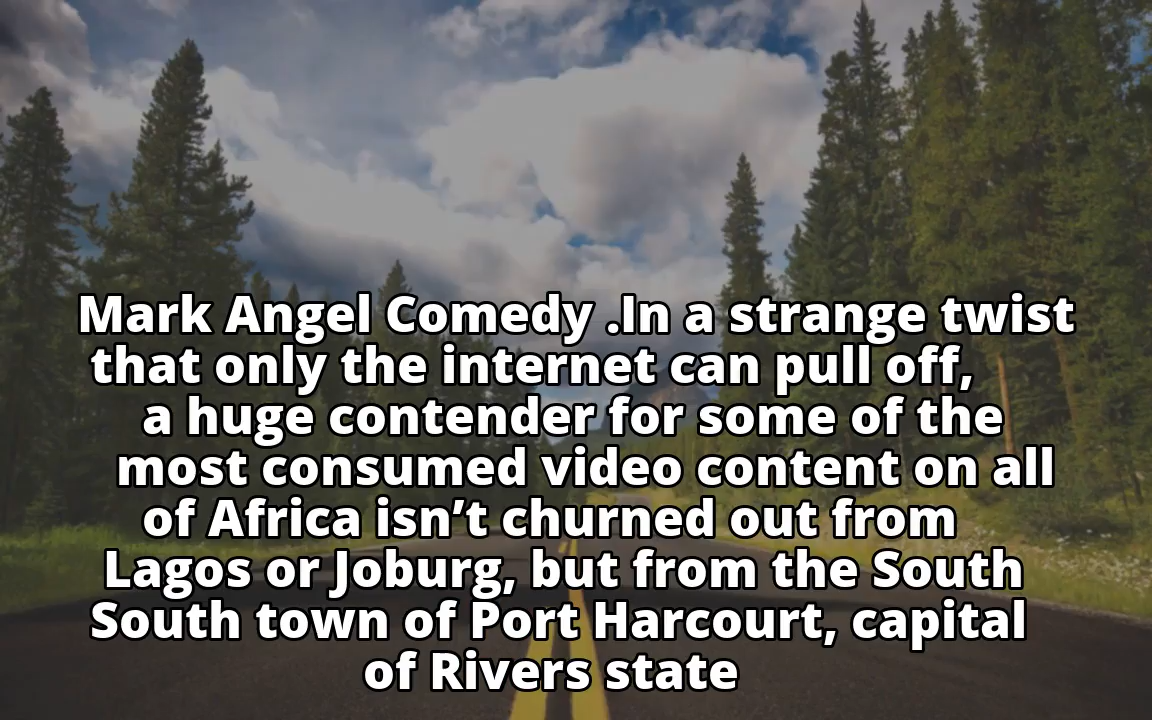 Mark Angel Comedy .In a strange twist
that only the internet can pull off,
a huge contender for some of the
most consumed video content on all
of Africa isn’t churned out from
Lagos or Joburg, but from the South
South town of Port Harcourt, capital
of Rivers state